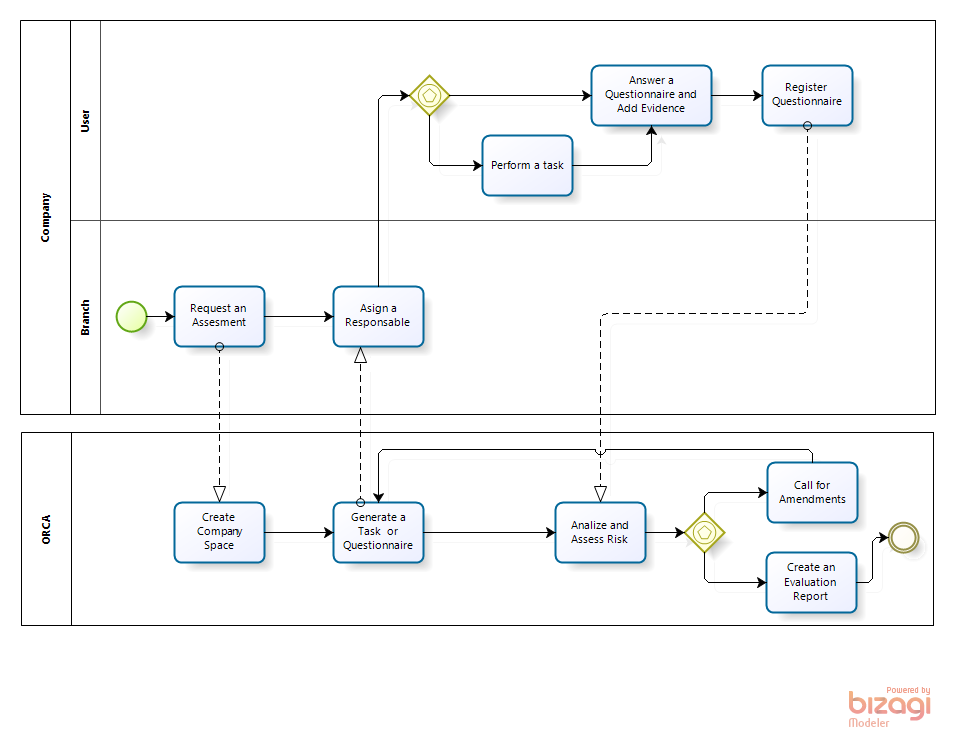 Company
User
Answer a
Questionnaire and
Add Evidence
Register
Questionnaire
Perform a task
Branch
Request an
Assesment
Asign a
Responsable
ORCA
Create
Company
Space
Generate a
Task or
Questionnaire
Analize and
Assess Risk
Call for
Amendments
Create an
Evaluation
Report
Powered by
bizagi
Modeler